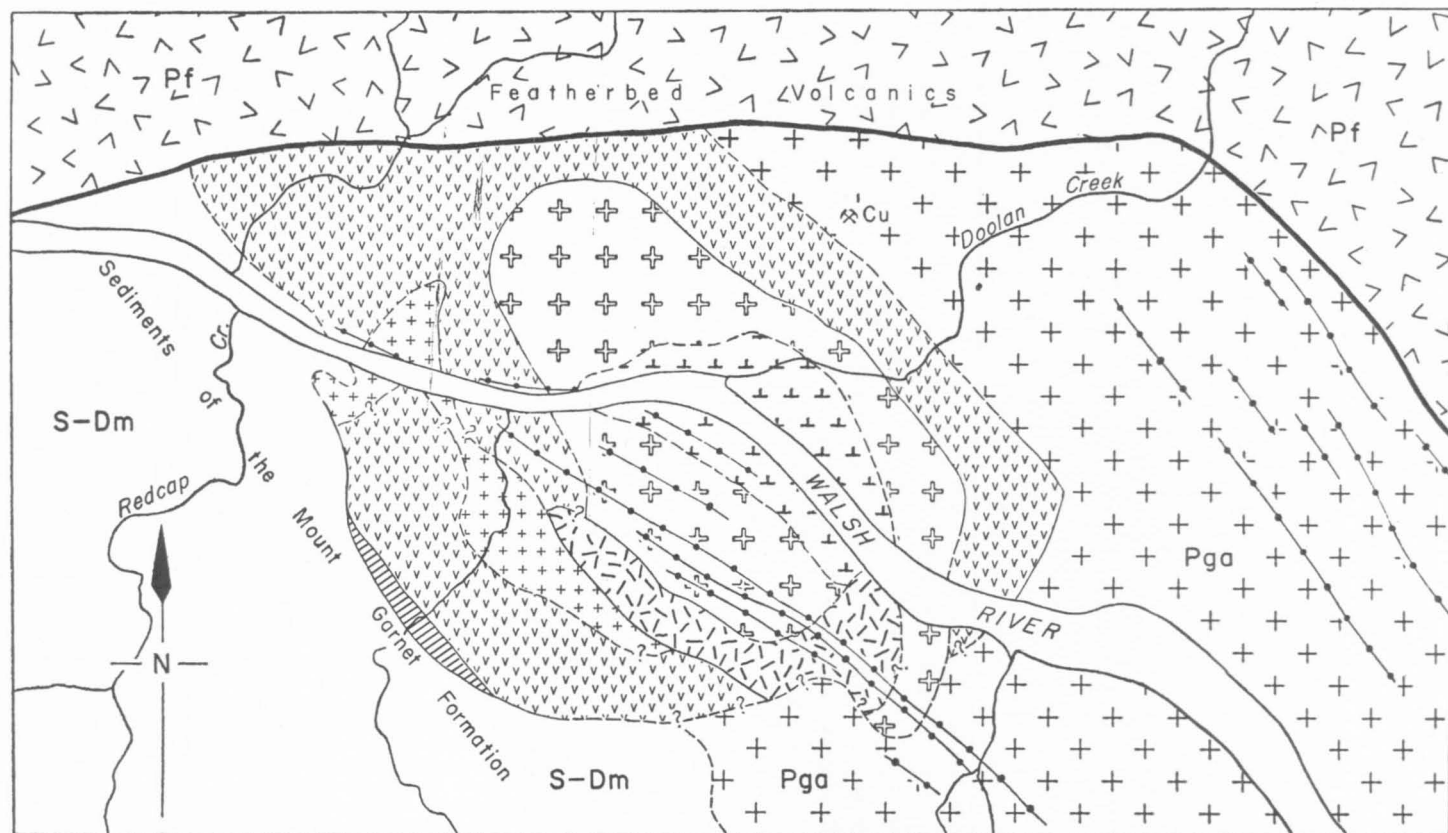 Pf
Featherbed Volcanics
Pf
Cu
Doolan Creek
Sediments of the Mount Garnet Formation
S-Dm
Redcap Cr.
WALSH RIVER
Pga
N
S-Dm
Pga